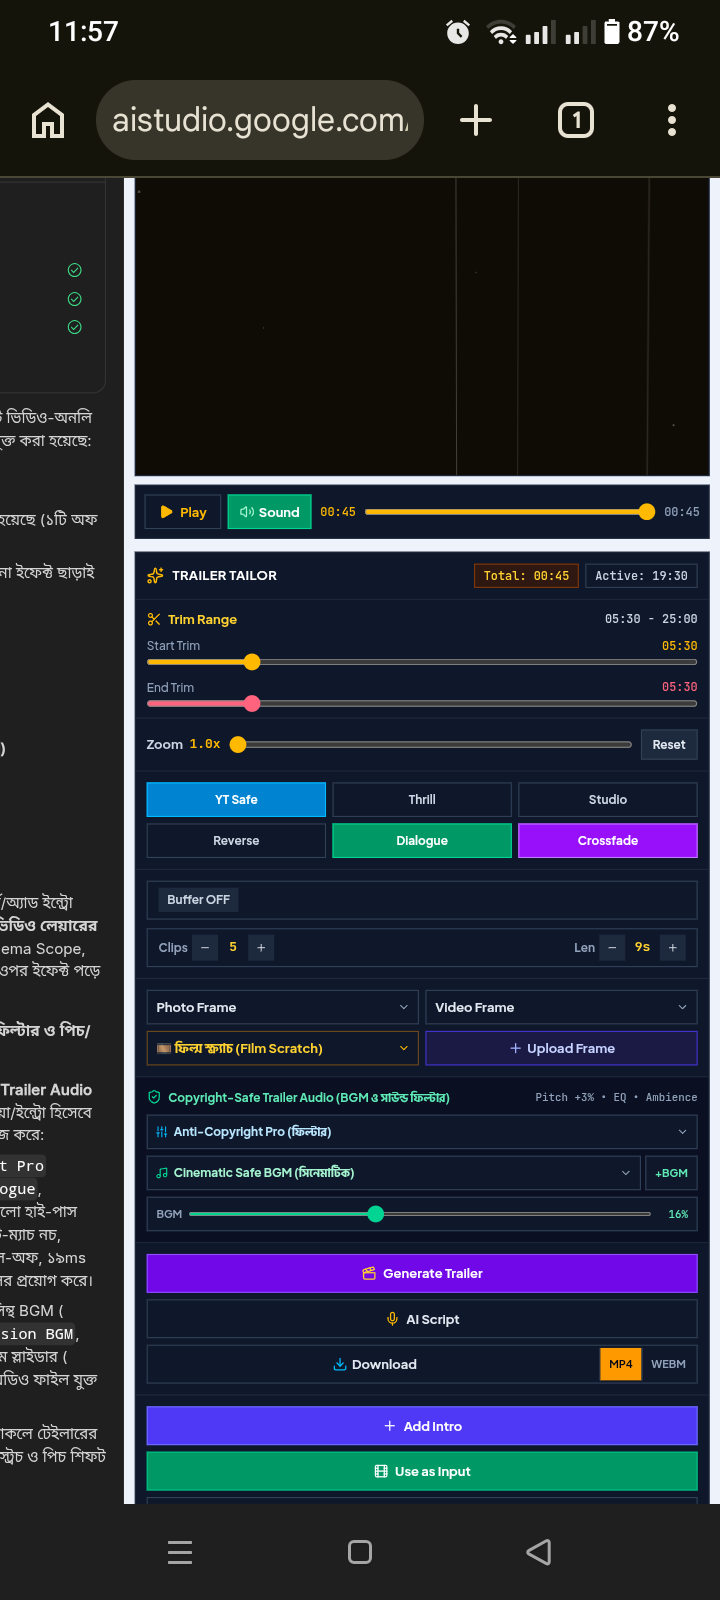 11:57
87%
aistudio.google.com/
1
ভিডিও-অনলি
ক্ত করা হয়েছে:
হয়েছে (১টি অফ
না ইফেক্ট ছাড়াই
)
/অ্যাড ইন্ট্রো
ভিডিও লেয়ারের
ema Scope,
ওপর ইফেক্ট পড়ে
ফিল্টার ও পিচ/
Trailer Audio
য়া/ইন্ট্রো হিসেবে
জ করে:
t Pro
ogue,
লো হাই-পাস
ট-ম্যাচ নচ,
ল-অফ, ১৯ms
ার প্রয়োগ করে।
লিন্থ BGM (
sion BGM,
ম স্লাইডার (
ডিও ফাইল যুক্ত
াকলে টেইলারের
স্ট্রেচ ও পিচ শিফট
Play
Sound
00:45
00:45
TRAILER TAILOR
Total: 00:45
Active: 19:30
Trim Range
05:30 - 25:00
Start Trim
05:30
End Trim
05:30
Zoom 1.0x
Reset
YT Safe
Thrill
Studio
Reverse
Dialogue
Crossfade
Buffer OFF
Clips − 5 +
Len − 9s +
Photo Frame
Video Frame
ফিল্ম স্ক্র্যাচ (Film Scratch)
+ Upload Frame
Copyright-Safe Trailer Audio (BGM ও সাউন্ড ফিল্টার)
Pitch +3% • EQ • Ambience
Anti-Copyright Pro (ফিল্টার)
Cinematic Safe BGM (সিনেমাটিক)
+BGM
BGM
16%
Generate Trailer
AI Script
Download
MP4
WEBM
+ Add Intro
Use as Input